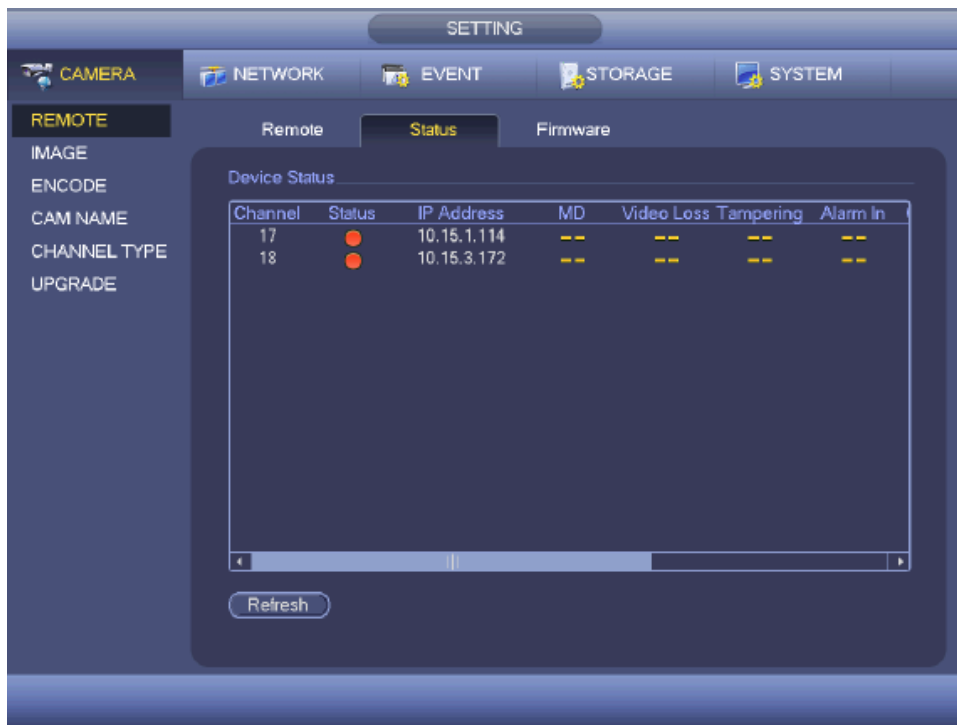 SETTING
CAMERA NETWORK EVENT STORAGE SYSTEM
REMOTE
IMAGE
ENCODE
CAM NAME
CHANNEL TYPE
UPGRADE
Remote Status Firmware
Device Status
Channel Status IP Address MD Video Loss Tampering Alarm In
17 10.15.1.114 -- -- -- --
18 10.15.3.172 -- -- -- --
Refresh